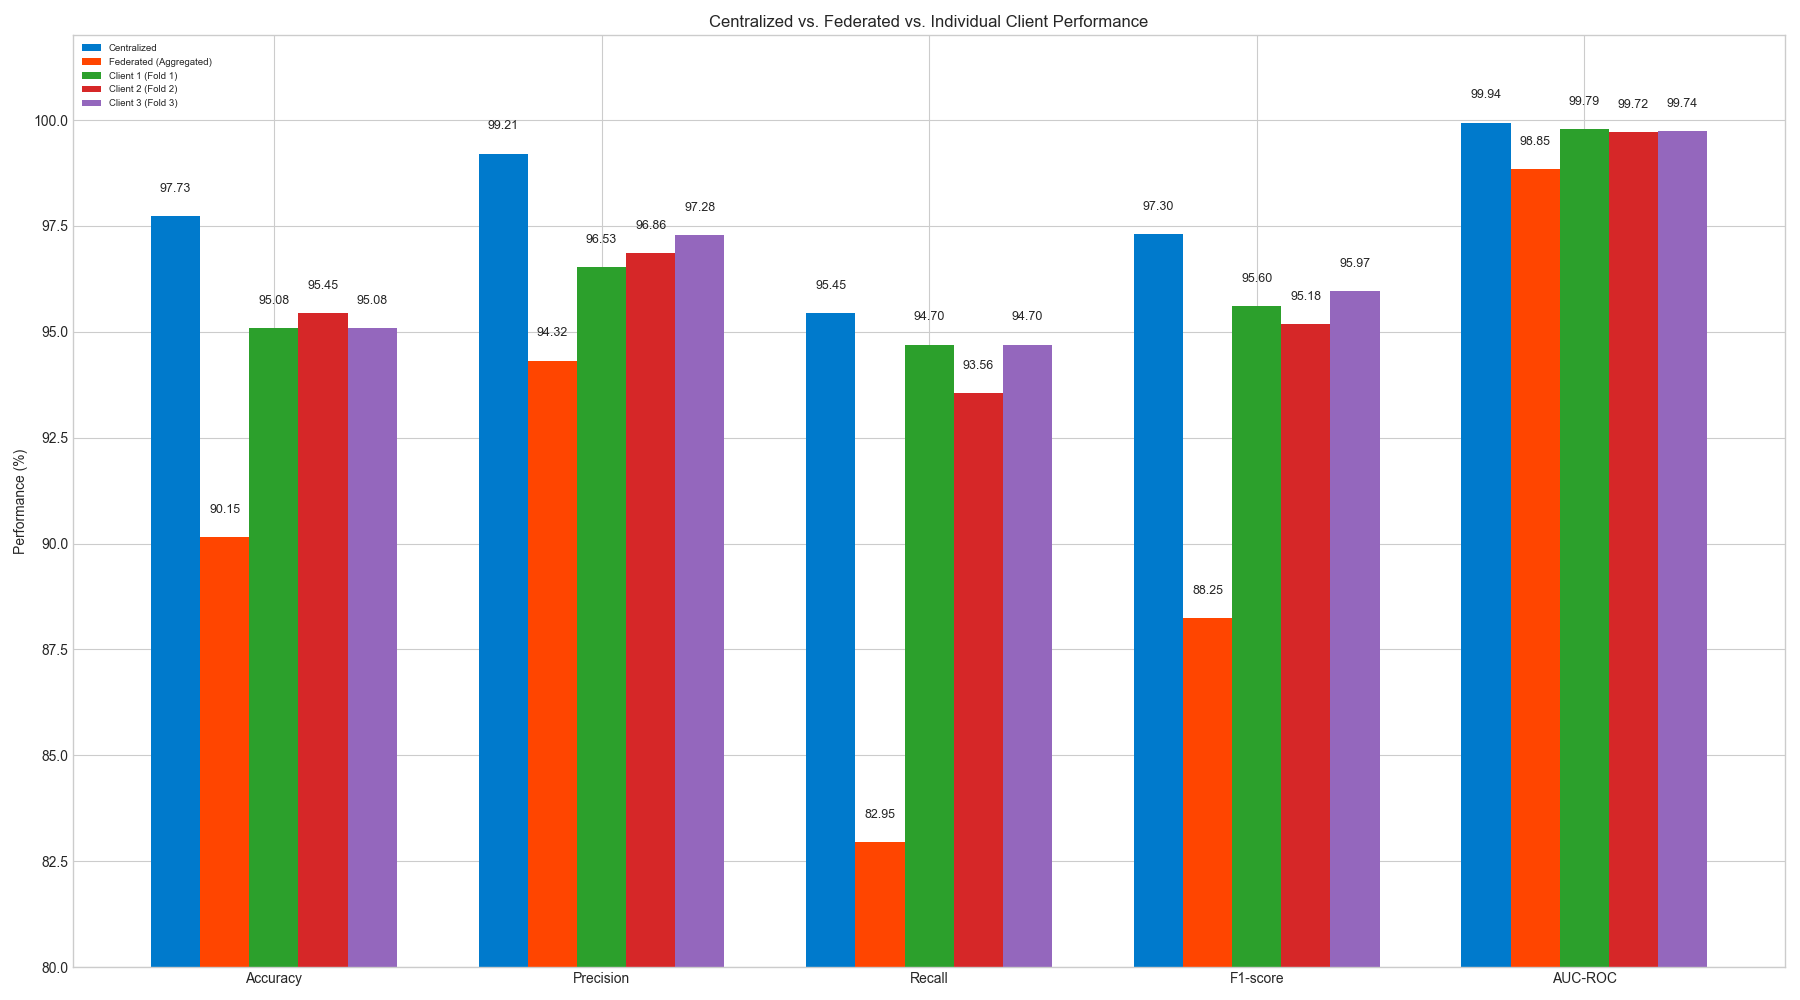 Centralized vs. Federated vs. Individual Client Performance
Centralized
Federated (Aggregated)
Client 1 (Fold 1)
Client 2 (Fold 2)
Client 3 (Fold 3)
Performance (%)
100.0
97.5
95.0
92.5
90.0
87.5
85.0
82.5
80.0
97.73
90.15
95.08
95.45
95.08
99.21
94.32
96.53
96.86
97.28
95.45
82.95
94.70
93.56
94.70
97.30
88.25
95.60
95.18
95.97
99.94
98.85
99.79
99.72
99.74
Accuracy
Precision
Recall
F1-score
AUC-ROC